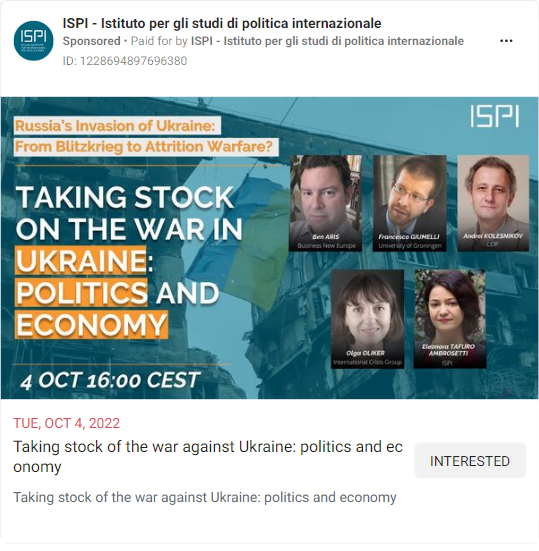 ISPI
ISPI - Istituto per gli studi di politica internazionale
Sponsored • Paid for by ISPI - Istituto per gli studi di politica internazionale
ID: 1228694897696380
ISPI
Russia's Invasion of Ukraine:
From Blitzkrieg to Attrition Warfare?
TAKING STOCK
ON THE WAR IN
UKRAINE:
POLITICS AND
ECONOMY
4 OCT 16:00 CEST
Ben ARIS
Business New Europe
Francesco GIUMELLI
University of Groningen
Andrei KOLESNIKOV
Olga OLIKER
International Crisis Group
Eleonora TAFURO
AMBROSETTI
ISPI
TUE, OCT 4, 2022
Taking stock of the war against Ukraine: politics and ec
onomy
INTERESTED
Taking stock of the war against Ukraine: politics and economy